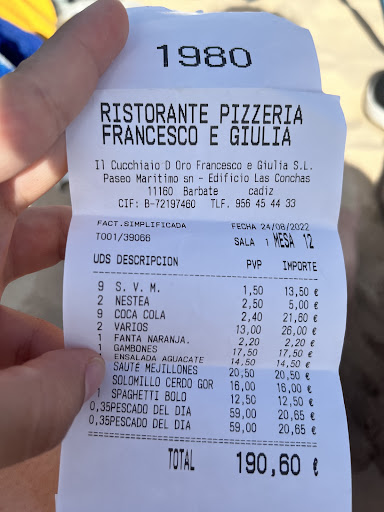 1980
RISTORANTE PIZZERIA
FRANCESCO E GIULIA
Il Cucchiaio D Oro Francesco e Giulia S.L.
Paseo Maritimo sn - Edificio Las Conchas
11160 Barbate cadiz
CIF: B-72197460 TLF. 956 45 44 33
FACT.SIMPLIFICADA FECHA 24/08/2022
T001/39066 SALA 1 MESA 12
UDS DESCRIPCION PVP IMPORTE
9 S. V. M. 1,50 13,50 €
2 NESTEA 2,50 5,00 €
9 COCA COLA 2,40 21,60 €
2 VARIOS 13,00 26,00 €
1 FANTA NARANJA. 2,20 2,20 €
1 GAMBONES 17,50 17,50 €
ENSALADA AGUACATE 14,50 14,50 €
SAUTÉ MEJILLONES 20,50 20,50 €
SOLOMILLO CERDO GOR 16,00 16,00 €
1 SPAGHETTI BOLO 12,50 12,50 €
0,35PESCADO DEL DIA 59,00 20,65 €
0,35PESCADO DEL DIA 59,00 20,65 €
TOTAL 190,60 €